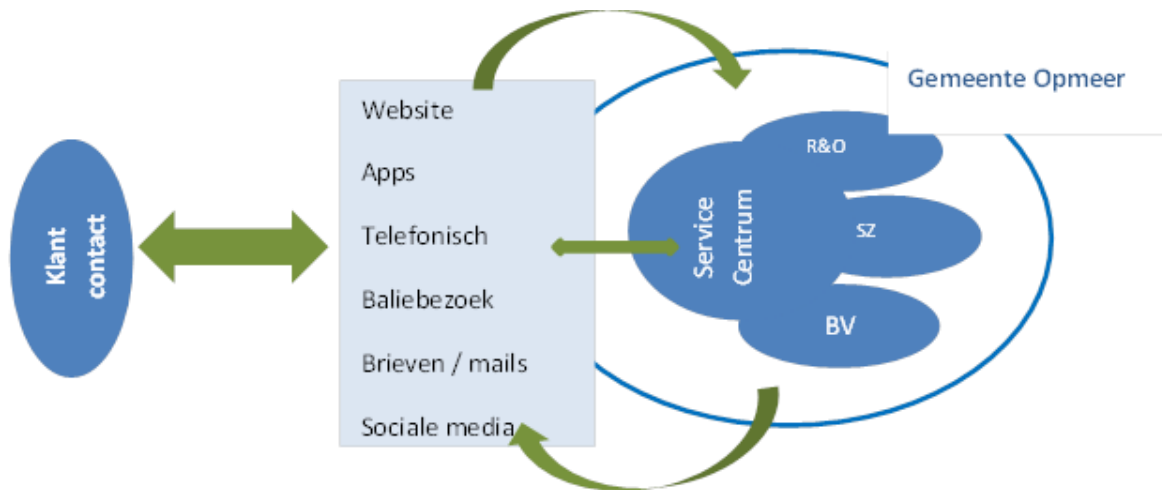 Klant
contact
Website
Apps
Telefonisch
Baliebezoek
Brieven / mails
Sociale media
Gemeente Opmeer
Service
Centrum
R&O
SZ
BV